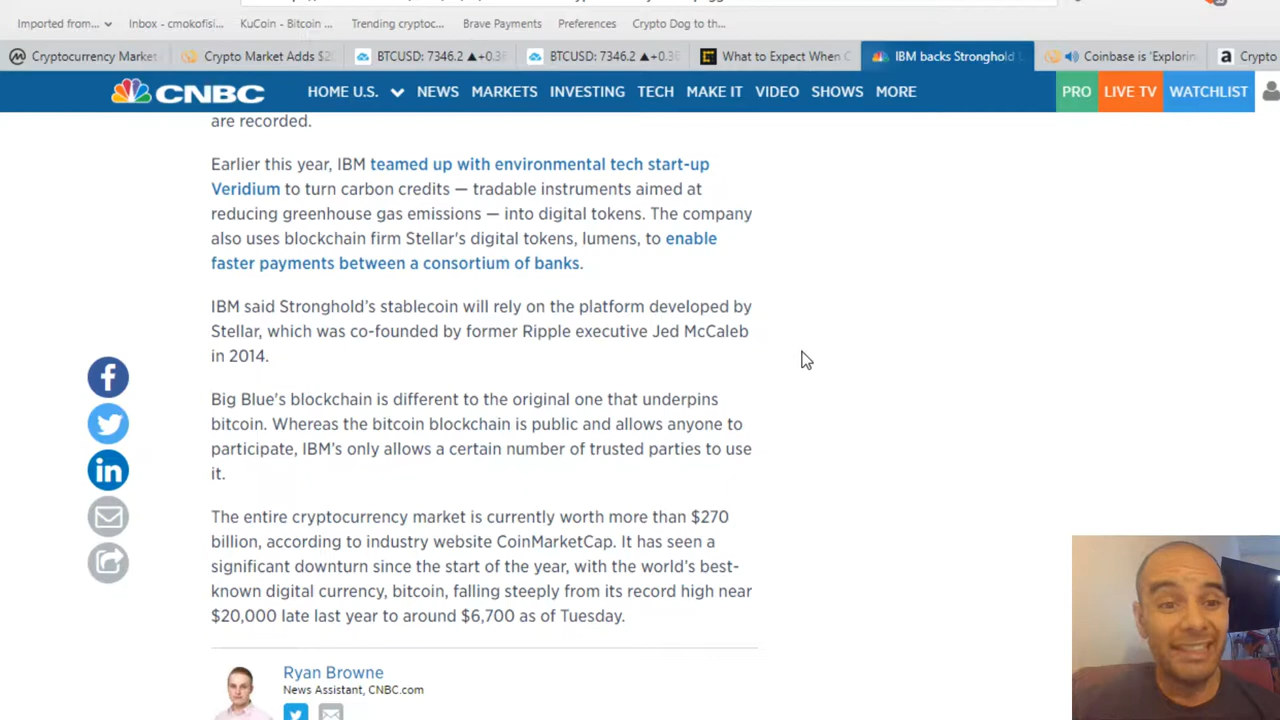 Imported from...
Inbox - cmokofisi...
KuCoin - Bitcoin ...
Trending cryptoc...
Brave Payments
Preferences
Crypto Dog to th...
Cryptocurrency Market
Crypto Market Adds $2
BTCUSD: 7346.2 ▲+0.3
BTCUSD: 7346.2 ▲+0.3
What to Expect When C
IBM backs Stronghold
Coinbase is 'Explorin
Crypto
CNBC
HOME U.S.
NEWS
MARKETS
INVESTING
TECH
MAKE IT
VIDEO
SHOWS
MORE
PRO
LIVE TV
WATCHLIST
are recorded.
Earlier this year, IBM teamed up with environmental tech start-up
Veridium to turn carbon credits — tradable instruments aimed at
reducing greenhouse gas emissions — into digital tokens. The company
also uses blockchain firm Stellar's digital tokens, lumens, to enable
faster payments between a consortium of banks.
IBM said Stronghold's stablecoin will rely on the platform developed by
Stellar, which was co-founded by former Ripple executive Jed McCaleb
in 2014.
Big Blue's blockchain is different to the original one that underpins
bitcoin. Whereas the bitcoin blockchain is public and allows anyone to
participate, IBM's only allows a certain number of trusted parties to use
it.
The entire cryptocurrency market is currently worth more than $270
billion, according to industry website CoinMarketCap. It has seen a
significant downturn since the start of the year, with the world's best-
known digital currency, bitcoin, falling steeply from its record high near
$20,000 late last year to around $6,700 as of Tuesday.
Ryan Browne
News Assistant, CNBC.com